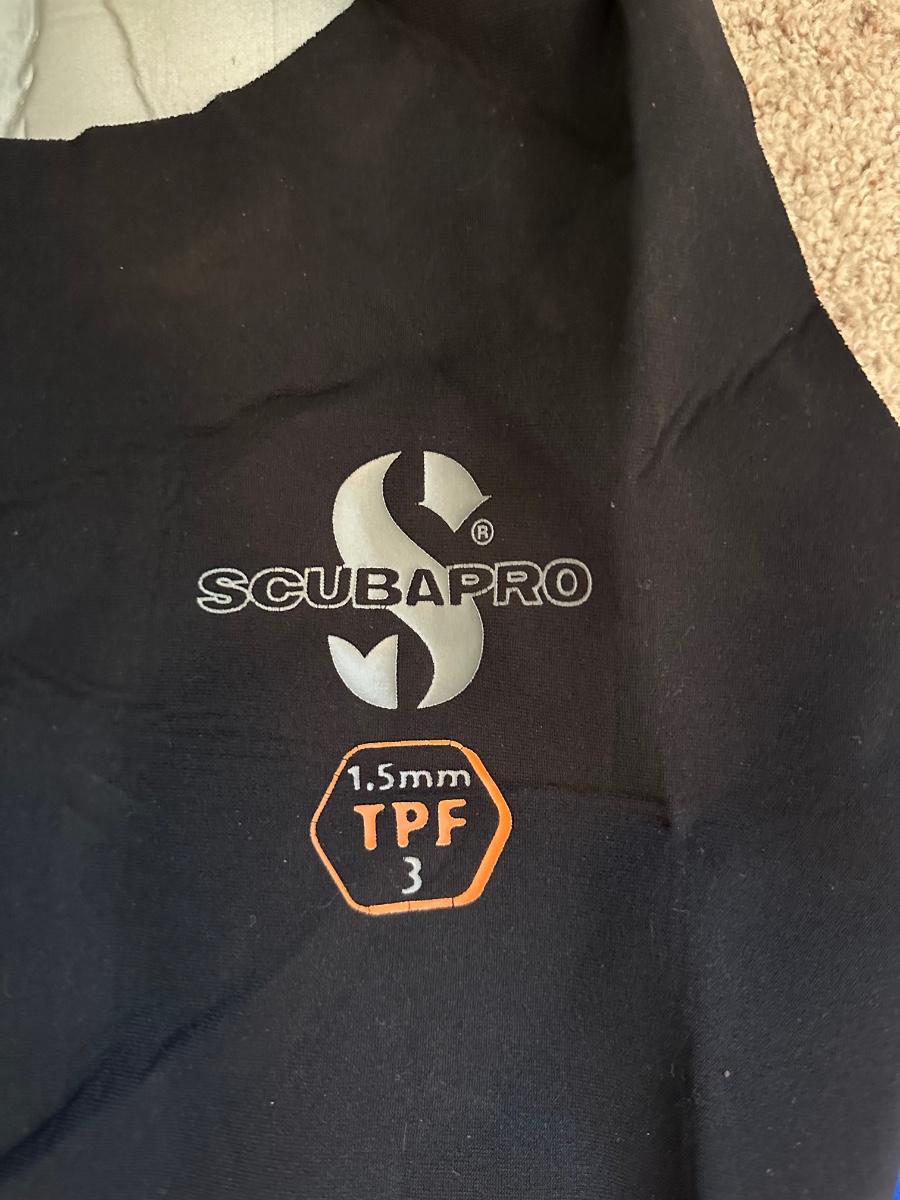 S®
SCUBAPRO
1.5mm
TPF
3